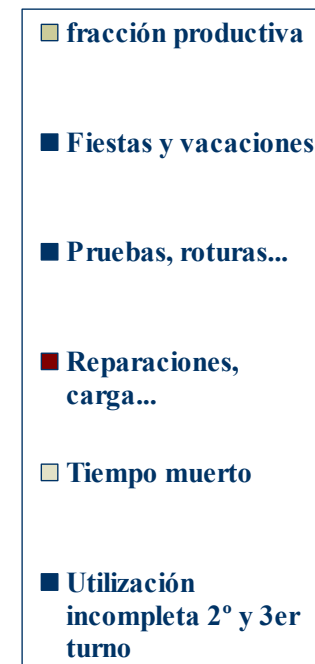 fracción productiva
Fiestas y vacaciones
Pruebas, roturas...
Reparaciones,
carga...
Tiempo muerto
Utilización
incompleta 2º y 3er
turno